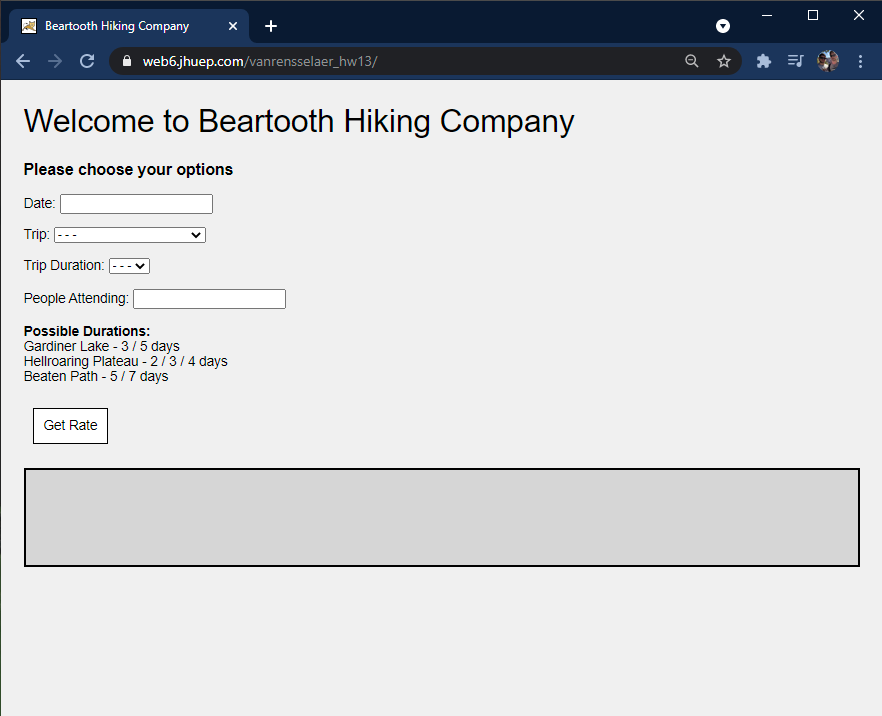 Beartooth Hiking Company
web6.jhuep.com/vanrensselaer_hw13/
Welcome to Beartooth Hiking Company
Please choose your options
Date:
Trip: - - -
Trip Duration: - - -
People Attending:
Possible Durations:
Gardiner Lake - 3 / 5 days
Hellroaring Plateau - 2 / 3 / 4 days
Beaten Path - 5 / 7 days
Get Rate